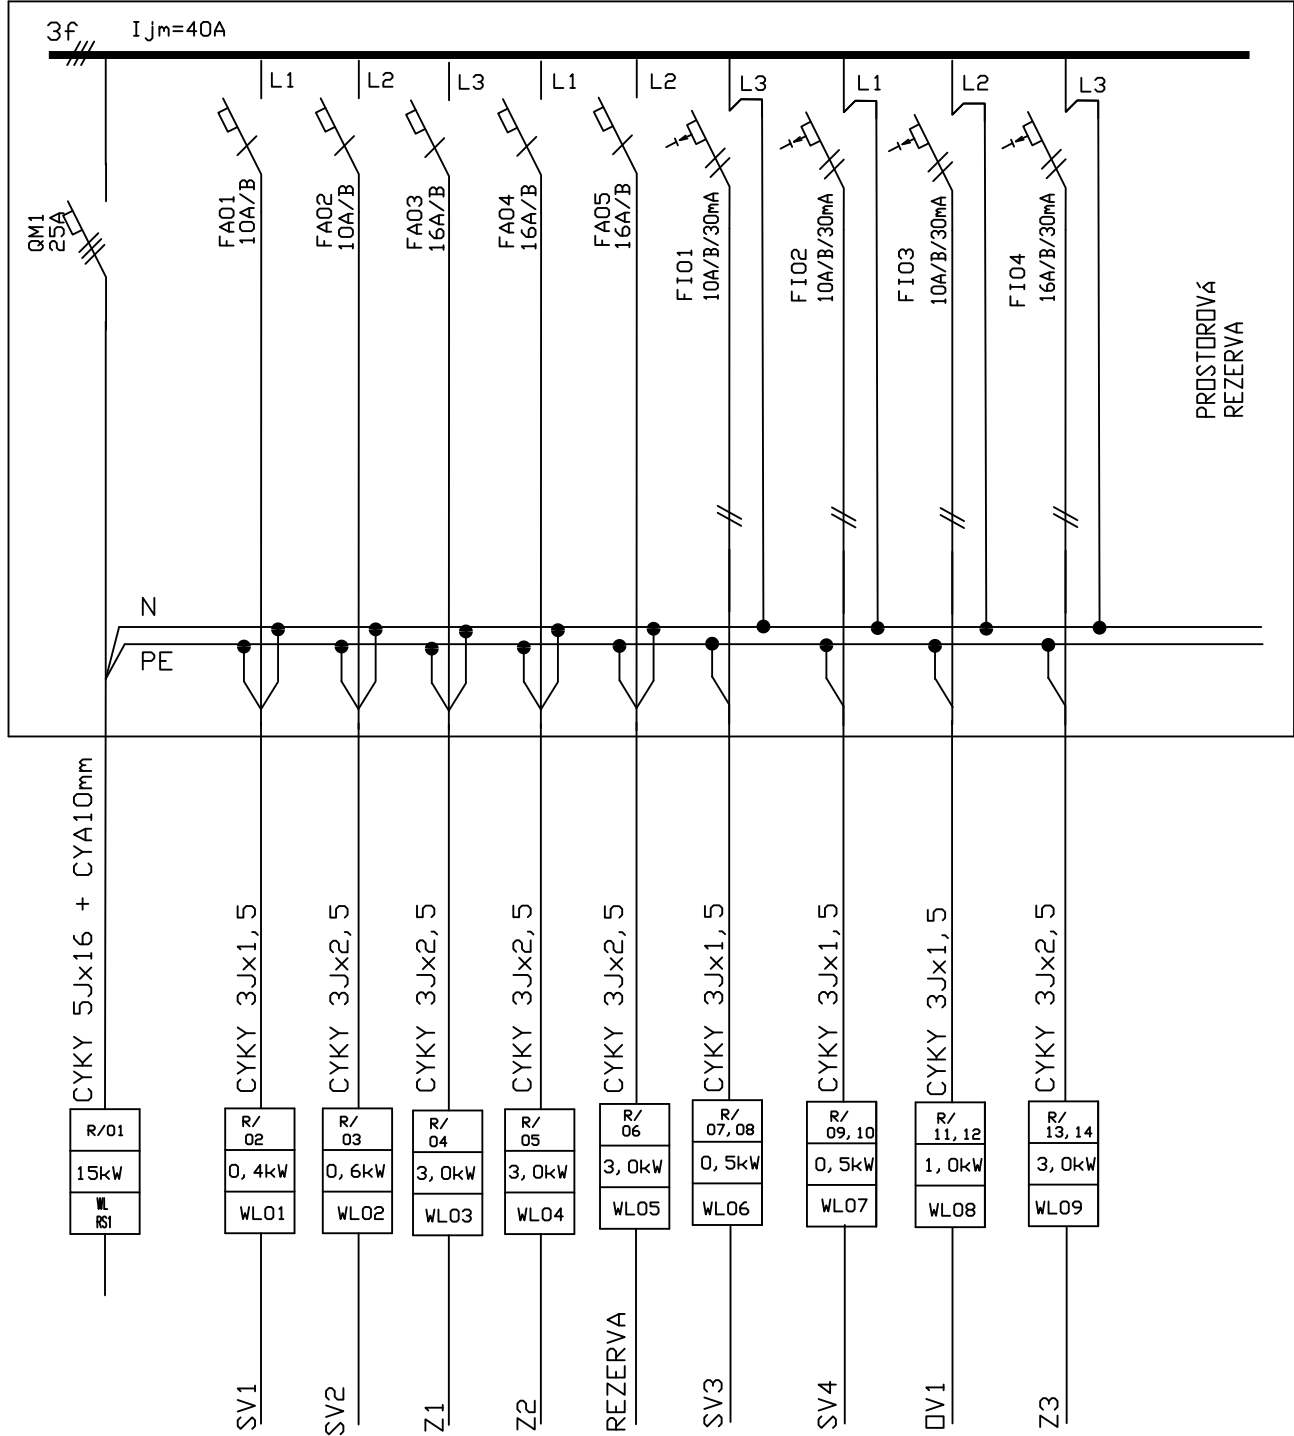 3f
Ijm=40A
L1
L2
L3
L1
L2
L3
L1
L2
L3
QM1
25A
FA01
10A/B
FA02
10A/B
FA03
16A/B
FA04
16A/B
FA05
16A/B
FI01
10A/B/30mA
FI02
10A/B/30mA
FI03
10A/B/30mA
FI04
16A/B/30mA
PROSTOROVÁ
REZERVA
N
PE
CYKY 5Jx16 + CYA10mm
CYKY 3Jx1,5
CYKY 3Jx2,5
CYKY 3Jx2,5
CYKY 3Jx2,5
CYKY 3Jx2,5
CYKY 3Jx1,5
CYKY 3Jx1,5
CYKY 3Jx1,5
CYKY 3Jx2,5
R/01
15kW
WL
RS1
R/
02
0,4kW
WL01
R/
03
0,6kW
WL02
R/
04
3,0kW
WL03
R/
05
3,0kW
WL04
R/
06
3,0kW
WL05
R/
07,08
0,5kW
WL06
R/
09,10
0,5kW
WL07
R/
11,12
1,0kW
WL08
R/
13,14
3,0kW
WL09
SV1
SV2
Z1
Z2
REZERVA
SV3
SV4
OV1
Z3